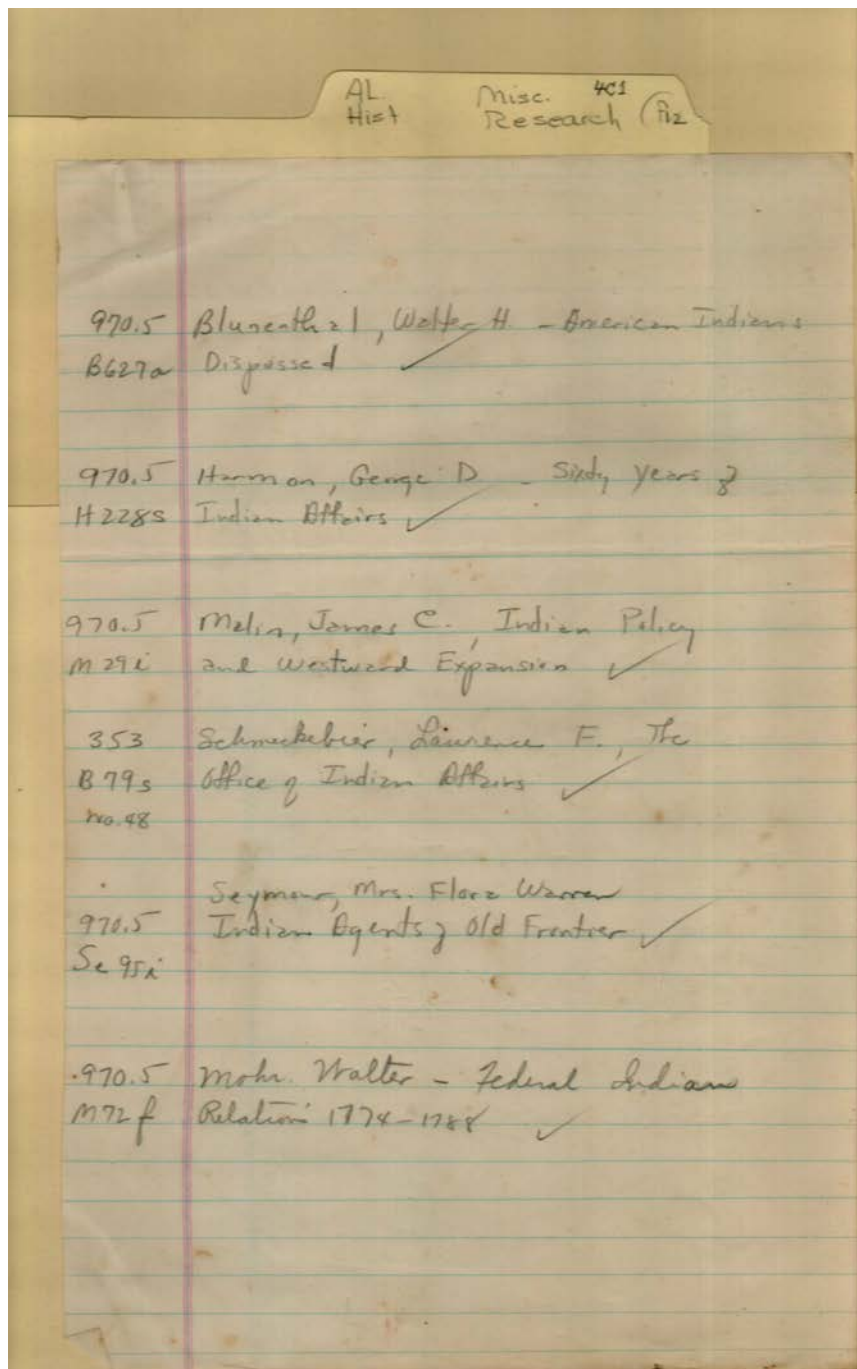 AL. Misc. 4C1
Hist Research
970.5 Blumenthal, Walter H. - American Indians
B627a Disposse d
970.5 Harmon, George D - Sixty Years of
H228s Indian Affairs ✓
970.5 Malin, James C., Indian Policy
M29i and Westward Expansion ✓
353 Schmeckebier, Laurence F., The
B79s Office of Indian Affairs ✓
no.48
Seymour, Mrs. Flora Warren
970.5 Indian Agents of Old Frontier ✓
Se95i
.970.5 Mohr. Walter - Federal Indian
M72f Relations 1774-1788 ✓